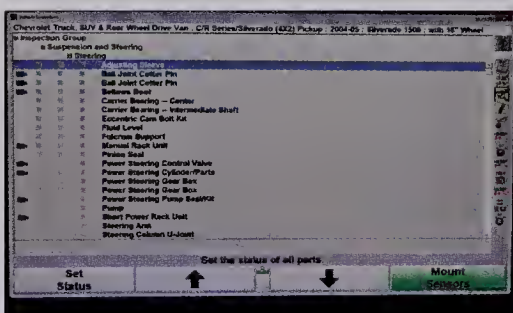 Chevrolet Truck, SUV & Rear Wheel Drive Van : C/R Series/Silverado (4X2) Pickup : 2004-05 : Silverado 1500 : with 16" Wheel
Inspection Group
Suspension and Steering
Steering
Adjusting Sleeve
Ball Joint Cotter Pin
Ball Joint Cotter Pin
Bellows Boot
Carrier Bearing -- Center
Carrier Bearing -- Intermediate Shaft
Eccentric Cam Bolt Kit
Fluid Level
Fulcrum Support
Manual Rack Unit
Pinion Seal
Power Steering Control Valve
Power Steering Cylinder/Parts
Power Steering Gear Box
Power Steering Gear Box
Power Steering Pump Seal/Kit
Pump
Short Power Rack Unit
Steering Arm
Steering Column U-Joint
Set the status of all parts
Set
Status
Mount
Sensors